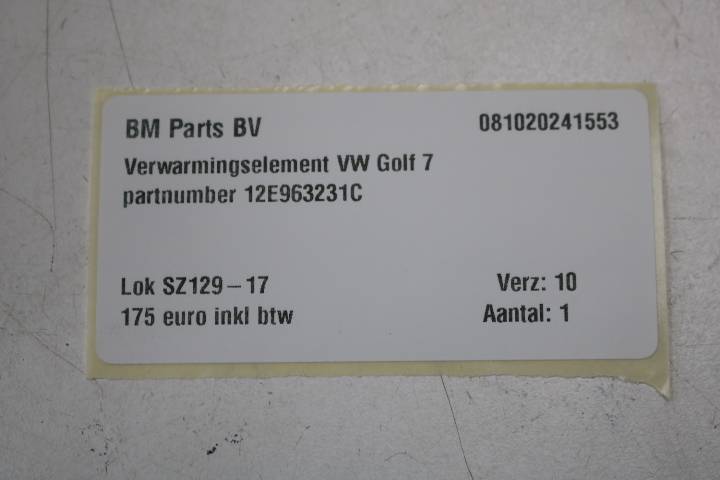 BM Parts BV 081020241553
Verwarmingselement VW Golf 7
partnumber 12E963231C
Lok SZ129-17 Verz: 10
175 euro inkl btw Aantal: 1